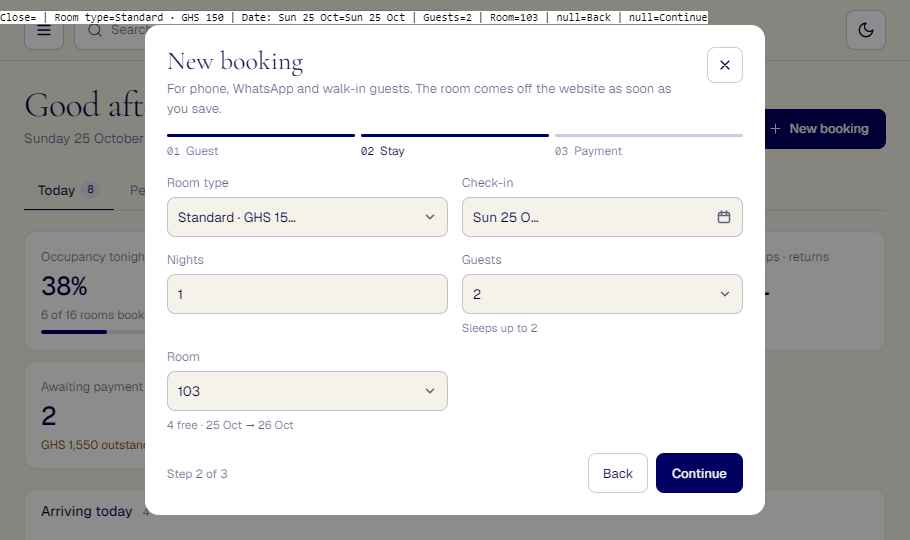 Close= | Room type=Standard · GHS 150 | Date: Sun 25 Oct=Sun 25 Oct | Guests=2 | Room=103 | null=Back | null=Continue
Search
New booking
For phone, WhatsApp and walk-in guests. The room comes off the website as soon as
you save.
Good aft
Sunday 25 October
+ New booking
01 Guest
02 Stay
03 Payment
Today 8
Pe
Room type
Check-in
Standard · GHS 15...
Sun 25 O...
Occupancy tonigh
ps · returns
Nights
Guests
38%
1
2
6 of 16 rooms book
Sleeps up to 2
Room
Awaiting payment
103
2
4 free · 25 Oct → 26 Oct
GHS 1,550 outstand
Step 2 of 3
Back
Continue
Arriving today 4